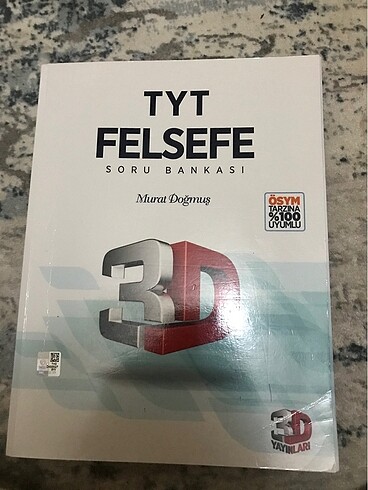 TYT
FELSEFE
SORU BANKASI
Murat Doğmuş
ÖSYM
TARZINA
%100
UYUMLU
3D
3D
YAYINLARI